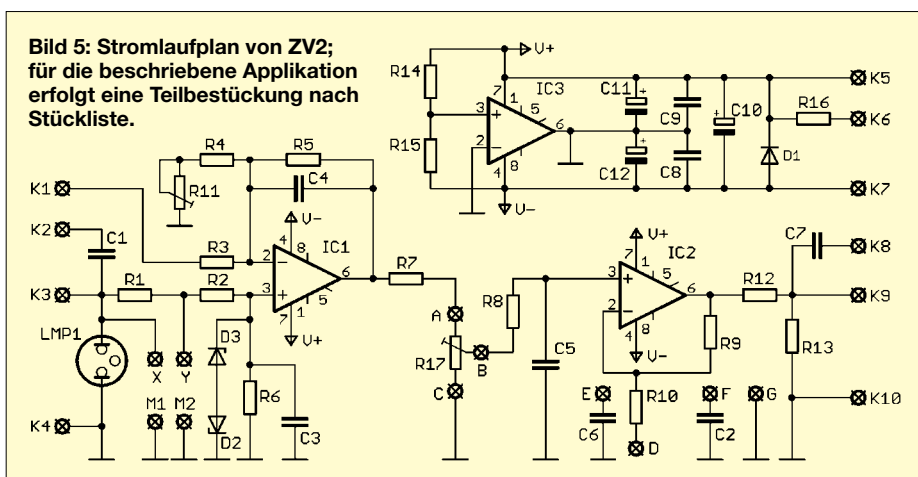 Bild 5: Stromlaufplan von ZV2;
für die beschriebene Applikation
erfolgt eine Teilbestückung nach
Stückliste.
V+
R14
7
1
5
IC3
3
+
6
2
−
4
8
R15
V-
C11
+
C12
+
C9
C8
C10
+
D1
R16
K5
K6
K7
K1
K2
K3
K4
C1
LMP1
R1
R2
R3
R4
R11
R5
C4
V-
4
8
IC1
2
−
6
3
+
5
1
7
V+
R7
X
Y
M1
M2
D3
D2
R6
C3
A
R17
B
C
R8
C5
V+
7
1
5
IC2
3
+
6
2
−
4
8
V-
R9
R10
D
E
C6
F
C2
G
R12
R13
C7
K8
K9
K10